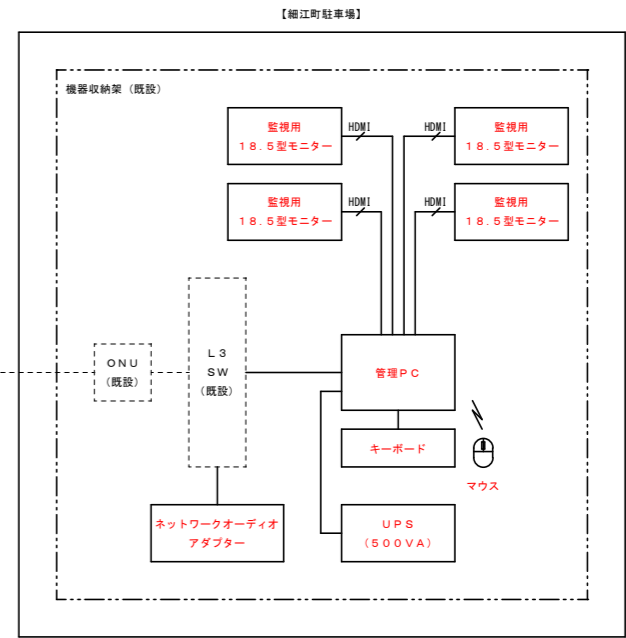 【細江町駐車場】
機器収納架（既設）
監視用
１８．５型モニター
HDMI
HDMI
監視用
１８．５型モニター
監視用
１８．５型モニター
HDMI
HDMI
監視用
１８．５型モニター
ＯＮＵ
（既設）
Ｌ３
ＳＷ
（既設）
管理ＰＣ
キーボード
マウス
ネットワークオーディオ
アダプター
ＵＰＳ
（５００ＶＡ）